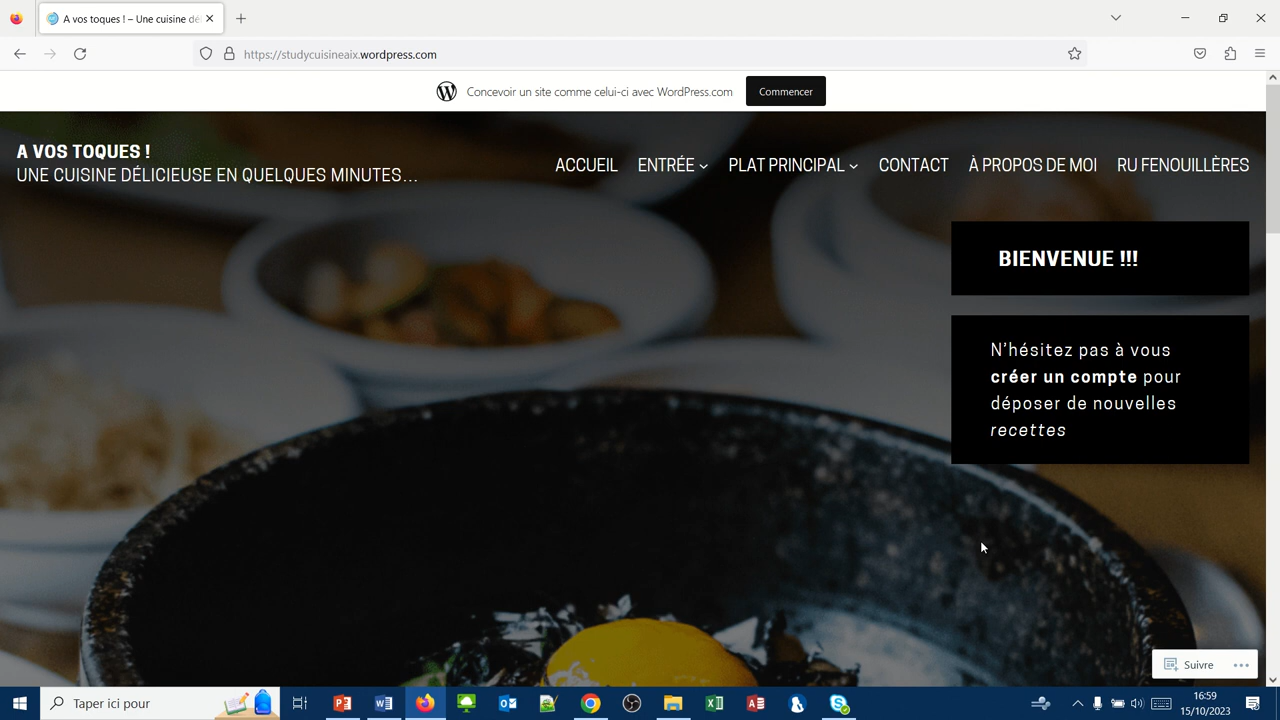 A vos toques ! – Une cuisine dé
https://studycuisineaix.wordpress.com
Concevoir un site comme celui-ci avec WordPress.com
Commencer
A VOS TOQUES !
UNE CUISINE DÉLICIEUSE EN QUELQUES MINUTES...
ACCUEIL ENTRÉE PLAT PRINCIPAL CONTACT À PROPOS DE MOI RU FENOUILLÈRES
BIENVENUE !!!
N'hésitez pas à vous
créer un compte pour
déposer de nouvelles
recettes
Suivre
Taper ici pour
16:59
15/10/2023